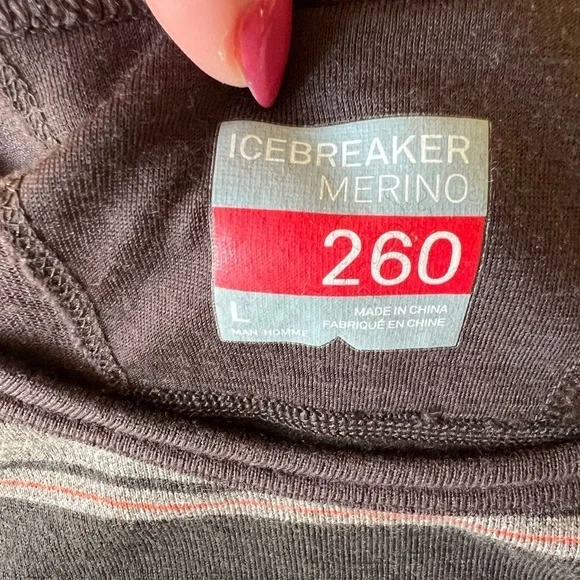 ICEBREAKER
MERINO
260
L
MAN HOMME
MADE IN CHINA
FABRIQUÉ EN CHINE